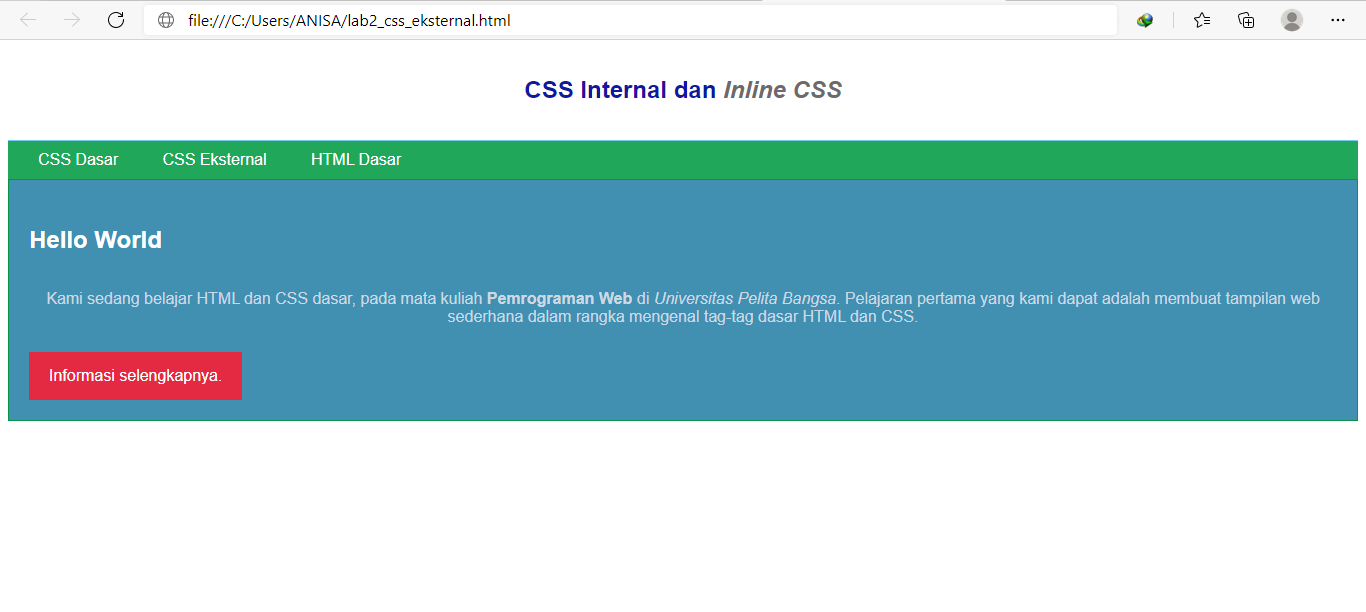 file:///C:/Users/ANISA/lab2_css_eksternal.html
CSS Internal dan Inline CSS
CSS Dasar CSS Eksternal HTML Dasar
Hello World
Kami sedang belajar HTML dan CSS dasar, pada mata kuliah Pemrograman Web di Universitas Pelita Bangsa. Pelajaran pertama yang kami dapat adalah membuat tampilan web
sederhana dalam rangka mengenal tag-tag dasar HTML dan CSS.
Informasi selengkapnya.